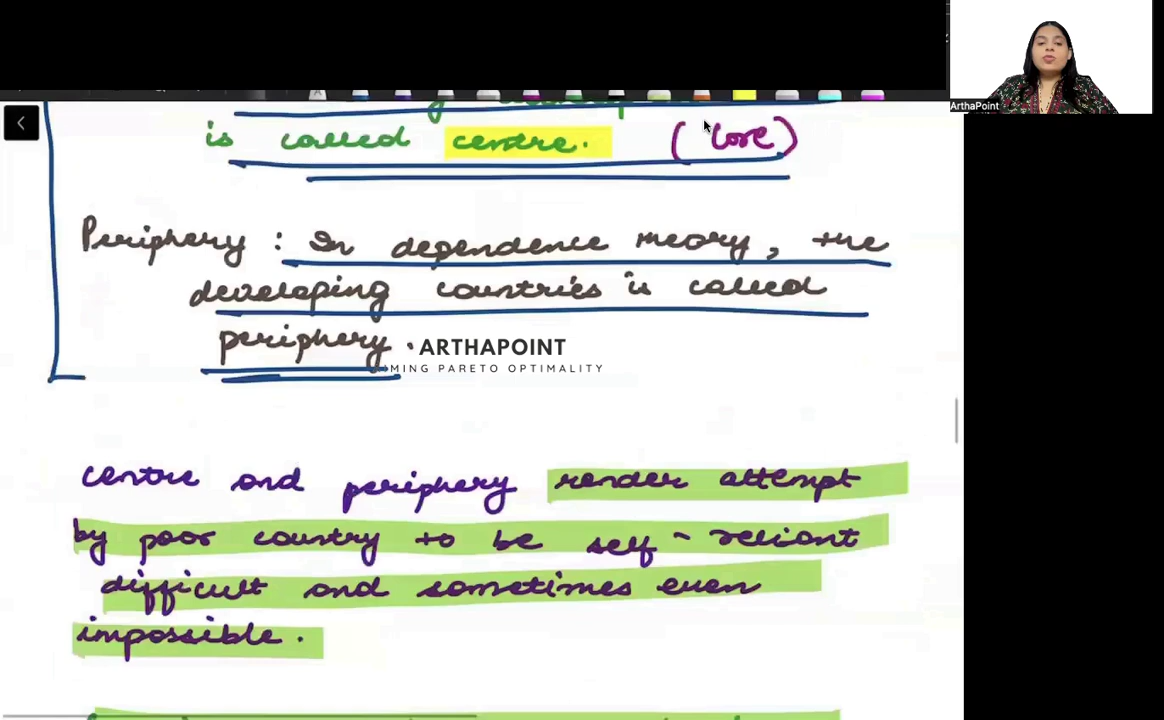 ArthaPoint
is called centre. (Core)
Periphery : In dependence theory, the
developing countries is called
periphery.
ARTHAPOINT
IMING PARETO OPTIMALITY
centre and periphery render attempt
by poor country to be self-reliant
difficult and sometimes even
impossible.